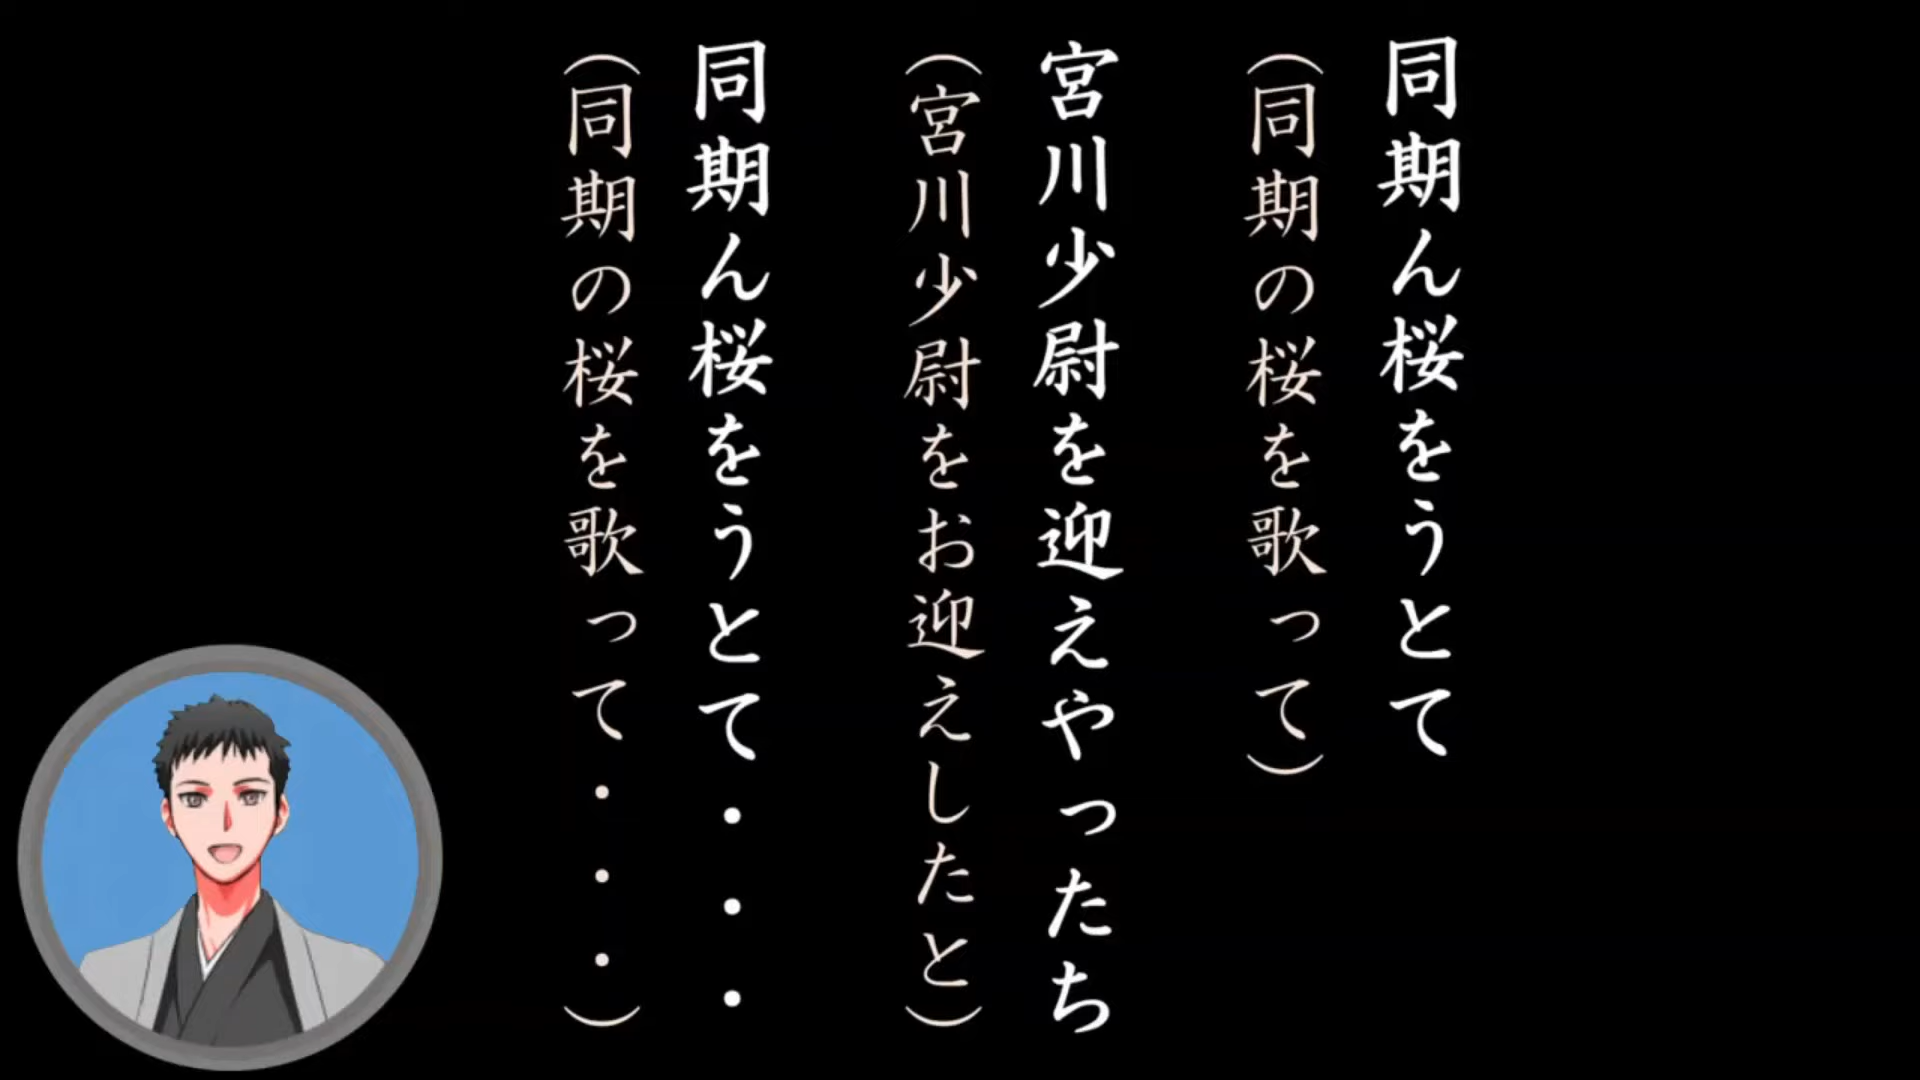 同期ん桜をうとて
（同期の桜を歌って）
宮川少尉を迎えやったち
（宮川少尉をお迎えしたと）
同期ん桜をうとて・・・
（同期の桜を歌って・・・）